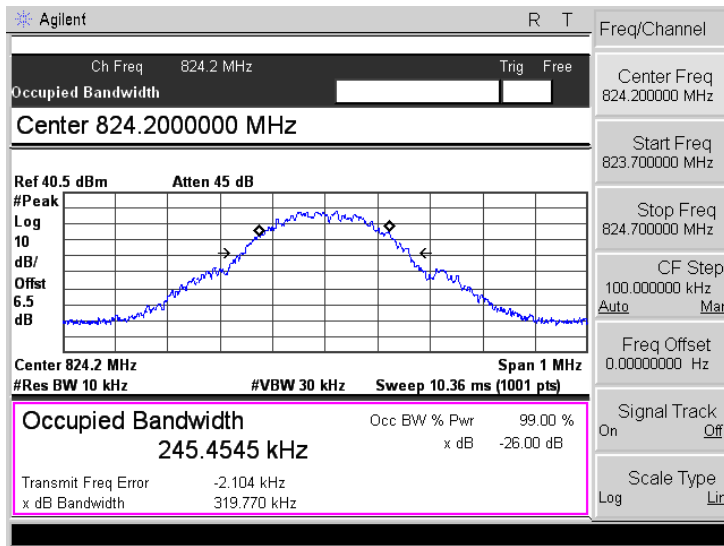 Agilent R T
Ch Freq 824.2 MHz Trig Free
Occupied Bandwidth
Center 824.2000000 MHz
Ref 40.5 dBm Atten 45 dB
#Peak
Log
10
dB/
Offst
6.5
dB
Center 824.2 MHz Span 1 MHz
#Res BW 10 kHz #VBW 30 kHz Sweep 10.36 ms (1001 pts)
Occupied Bandwidth Occ BW % Pwr 99.00 %
245.4545 kHz x dB -26.00 dB
Transmit Freq Error -2.104 kHz
x dB Bandwidth 319.770 kHz
Freq/Channel
Center Freq
824.200000 MHz
Start Freq
823.700000 MHz
Stop Freq
824.700000 MHz
CF Step
100.000000 kHz
Auto Man
Freq Offset
0.00000000 Hz
Signal Track
On Off
Scale Type
Log Lin